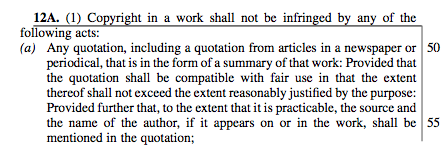 12A. (1) Copyright in a work shall not be infringed by any of the
following acts:
(a) Any quotation, including a quotation from articles in a newspaper or 50
periodical, that is in the form of a summary of that work: Provided that
the quotation shall be compatible with fair use in that the extent
thereof shall not exceed the extent reasonably justified by the purpose:
Provided further that, to the extent that it is practicable, the source and
the name of the author, if it appears on or in the work, shall be 55
mentioned in the quotation;